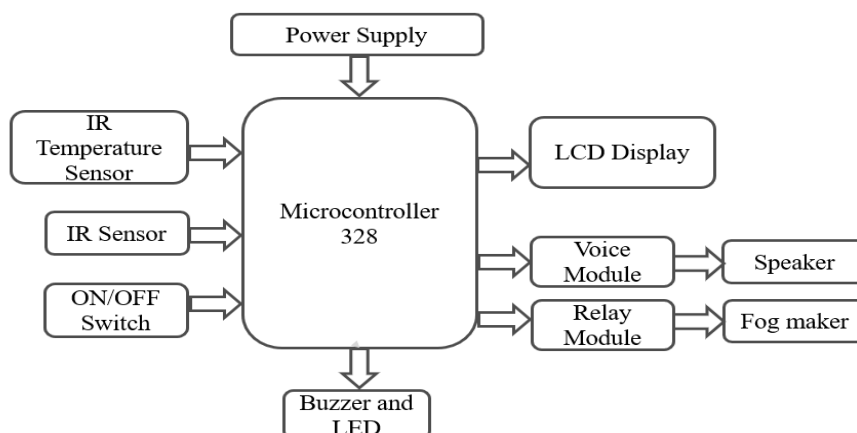 Power Supply
IR
Temperature
Sensor
LCD Display
Microcontroller
328
IR Sensor
Voice
Module
Speaker
ON/OFF
Switch
Relay
Module
Fog maker
Buzzer and
LED